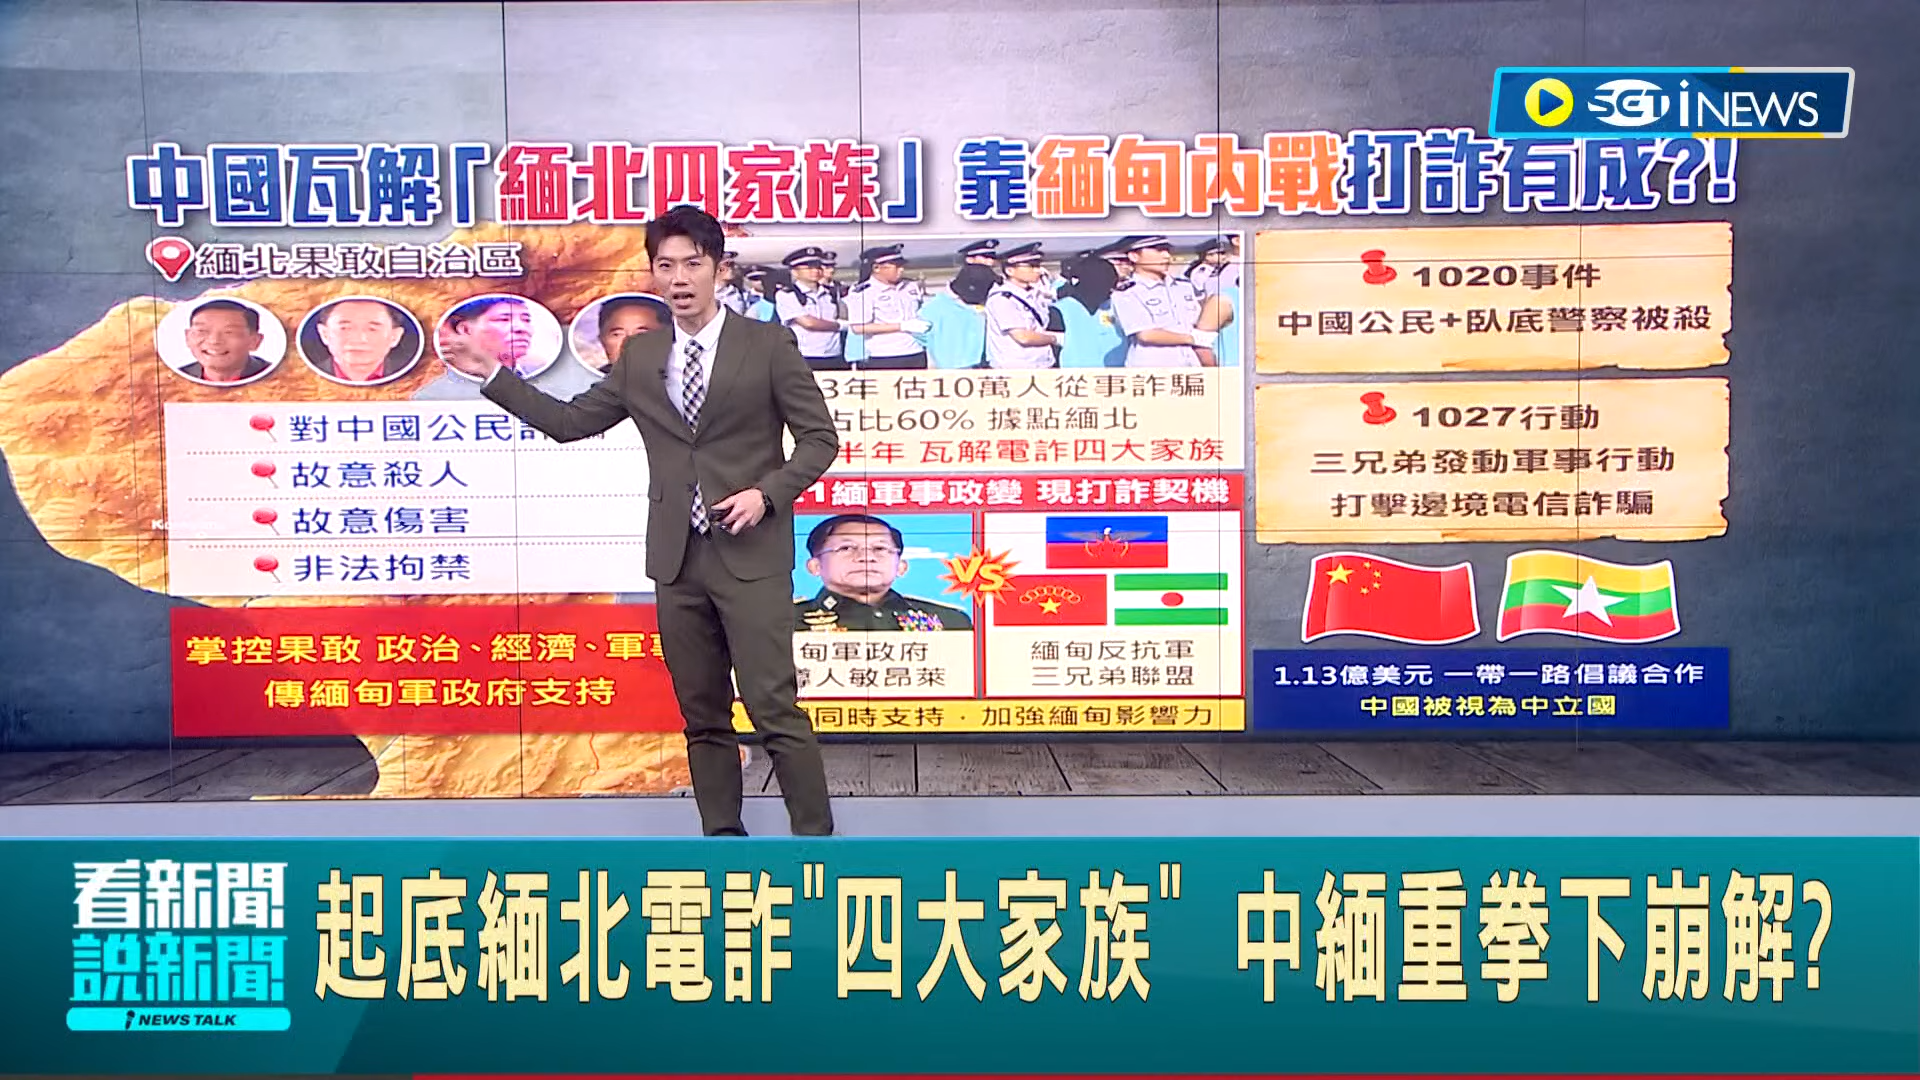 SETiNEWS
中國瓦解「緬北四家族」靠緬甸內戰打詐有成?!
緬北果敢自治區
對中國公民詐騙
故意殺人
故意傷害
非法拘禁
掌控果敢 政治、經濟、軍事
傳緬甸軍政府支持
3年 估10萬人從事詐騙
占比60% 據點緬北
半年 瓦解電詐四大家族
1緬軍事政變 現打詐契機
VS
甸軍政府
導人敏昂萊
緬甸反抗軍
三兄弟聯盟
同時支持．加強緬甸影響力
1020事件
中國公民+臥底警察被殺
1027行動
三兄弟發動軍事行動
打擊邊境電信詐騙
1.13億美元 一帶一路倡議合作
中國被視為中立國
看新聞
說新聞
iNEWS TALK
起底緬北電詐"四大家族" 中緬重拳下崩解?